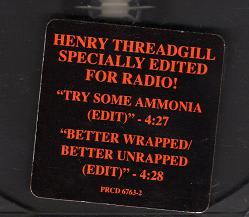 HENRY THREADGILL
SPECIALLY EDITED
FOR RADIO!
"TRY SOME AMMONIA
(EDIT)" - 4:27
"BETTER WRAPPED/
BETTER UNRAPPED
(EDIT)" - 4:28
PRCD 6763-2